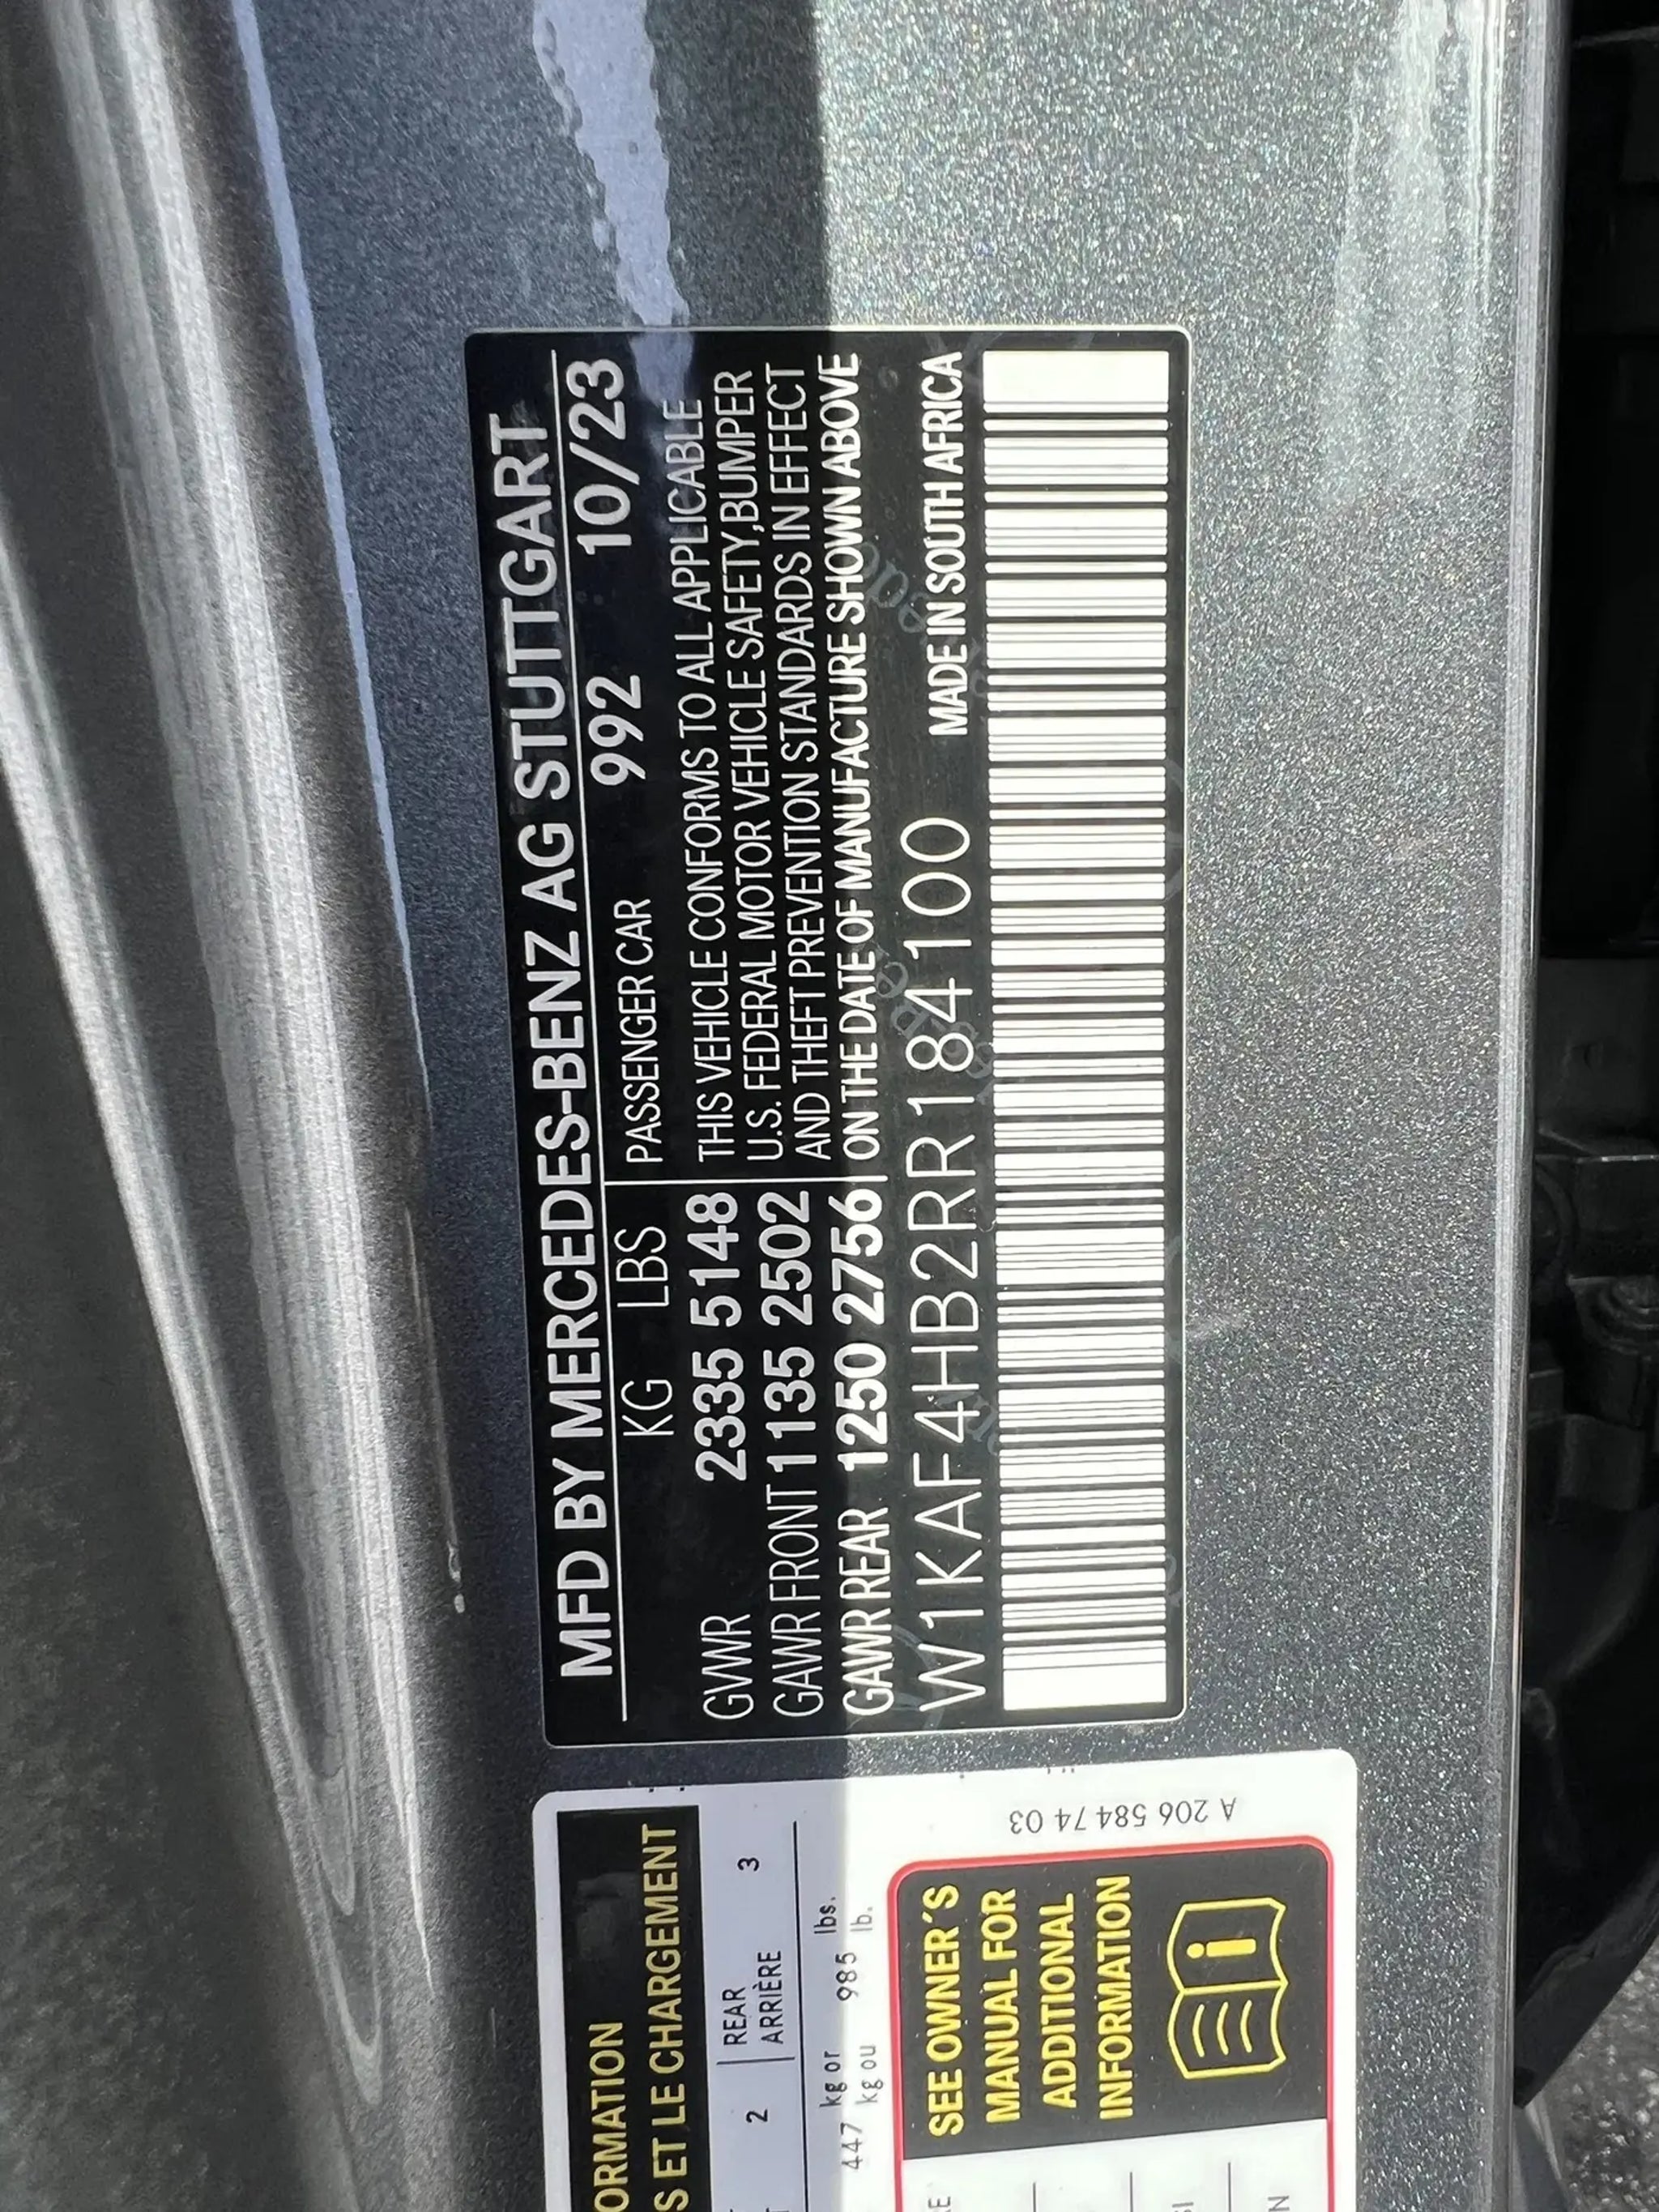 MFD BY MERCEDES-BENZ AG STUTTGART
KG LBS PASSENGER CAR 992 10/23
GVWR 2335 5148 THIS VEHICLE CONFORMS TO ALL APPLICABLE
GAWR FRONT 1135 2502 U.S. FEDERAL MOTOR VEHICLE SAFETY,BUMPER
AND THEFT PREVENTION STANDARDS IN EFFECT
GAWR REAR 1250 2756 ON THE DATE OF MANUFACTURE SHOWN ABOVE
W1KAF4HB2RR184100 MADE IN SOUTH AFRICA
ORMATION
S ET LE CHARGEMENT
2 REAR 3
ARRIÈRE
447 kg or 985 lbs.
kg ou lb.
A 206 584 74 03
SEE OWNER'S
MANUAL FOR
ADDITIONAL
INFORMATION